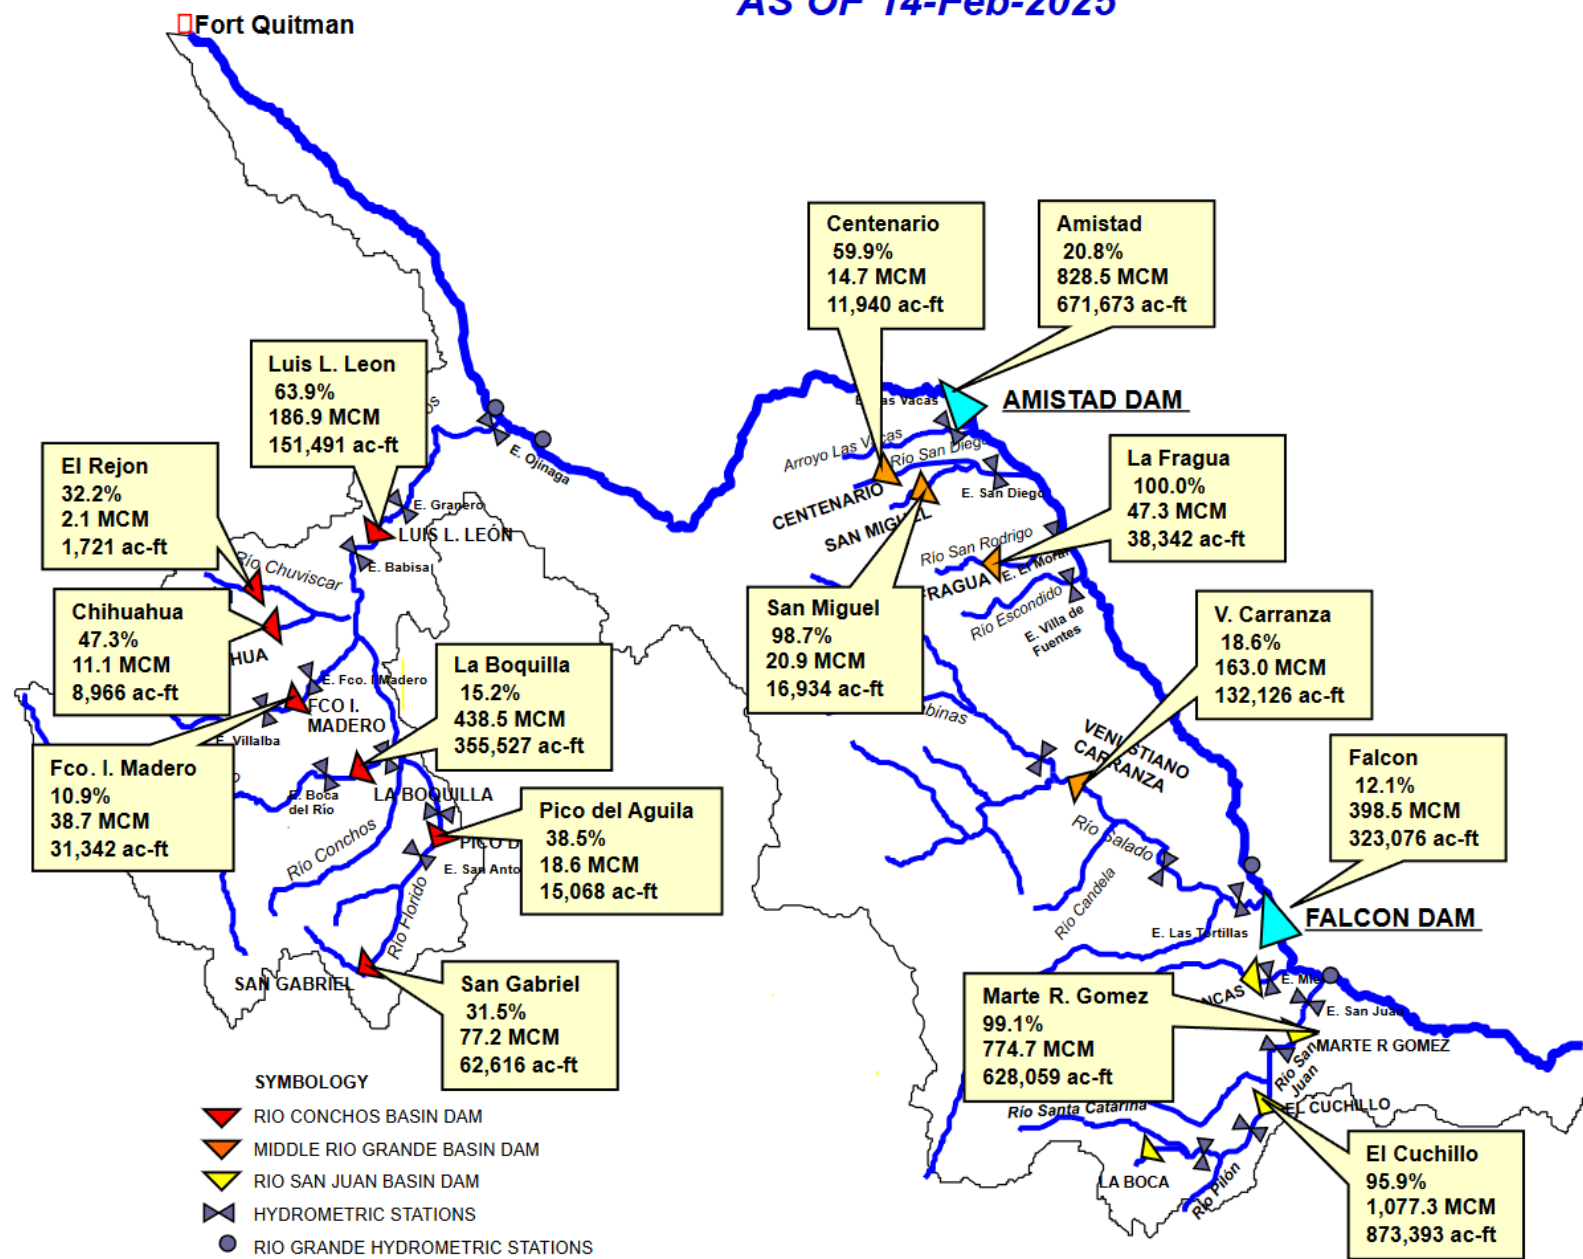 AS OF 14-Feb-2025
Fort Quitman
Centenario
59.9%
14.7 MCM
11,940 ac-ft
Amistad
20.8%
828.5 MCM
671,673 ac-ft
Luis L. Leon
63.9%
186.9 MCM
151,491 ac-ft
El Rejon
32.2%
2.1 MCM
1,721 ac-ft
Chihuahua
47.3%
11.1 MCM
8,966 ac-ft
Fco. I. Madero
10.9%
38.7 MCM
31,342 ac-ft
La Boquilla
15.2%
438.5 MCM
355,527 ac-ft
Pico del Aguila
38.5%
18.6 MCM
15,068 ac-ft
San Gabriel
31.5%
77.2 MCM
62,616 ac-ft
La Fragua
100.0%
47.3 MCM
38,342 ac-ft
San Miguel
98.7%
20.9 MCM
16,934 ac-ft
V. Carranza
18.6%
163.0 MCM
132,126 ac-ft
Falcon
12.1%
398.5 MCM
323,076 ac-ft
Marte R. Gomez
99.1%
774.7 MCM
628,059 ac-ft
El Cuchillo
95.9%
1,077.3 MCM
873,393 ac-ft
AMISTAD DAM
FALCON DAM
Arroyo Las Vacas
Río San Diego
E. San Diego
CENTENARIO
SAN MIGUEL
Río San Rodrigo
E. El Moral
FRAGUA
Río Escondido
E. Villa de
Fuentes
E. Ojinaga
E. Granero
LUIS L. LEÓN
E. Babisa
Río Chuviscar
HUA
E. Fco. I Madero
FCO I.
MADERO
E. Villalba
E. Boca
del Río
LA BOQUILLA
Río Conchos
PICO D
E. San Anto
Río Florido
SAN GABRIEL
binas
VENUSTIANO
CARRANZA
Río Salado
Río Candela
E. Las Tortillas
NCAS
E. Mie
E. San Juan
MARTE R GOMEZ
Río San
Juan
EL CUCHILLO
Río Santa Catarina
LA BOCA
Río Pilón
SYMBOLOGY
RIO CONCHOS BASIN DAM
MIDDLE RIO GRANDE BASIN DAM
RIO SAN JUAN BASIN DAM
HYDROMETRIC STATIONS
RIO GRANDE HYDROMETRIC STATIONS